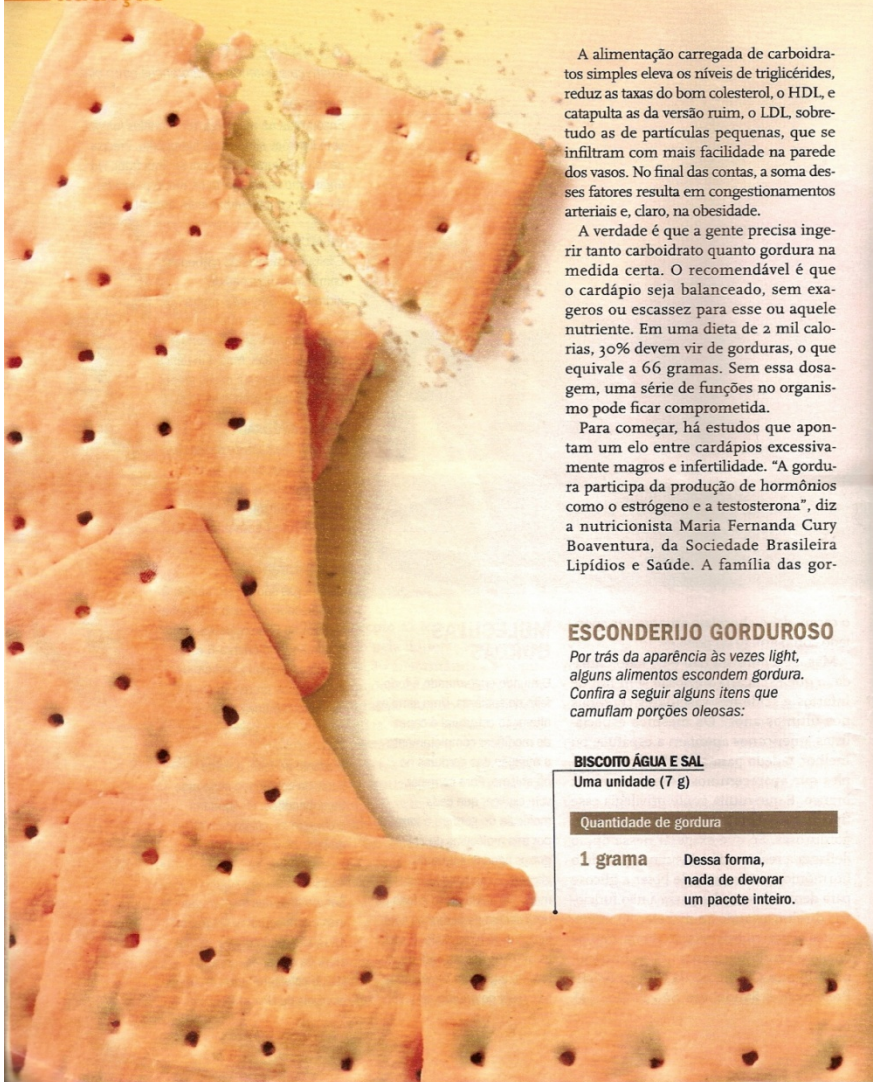 A alimentação carregada de carboidra-
tos simples eleva os níveis de triglicérides,
reduz as taxas do bom colesterol, o HDL, e
catapulta as da versão ruim, o LDL, sobre-
tudo as de partículas pequenas, que se
infiltram com mais facilidade na parede
dos vasos. No final das contas, a soma des-
ses fatores resulta em congestionamentos
arteriais e, claro, na obesidade.
A verdade é que a gente precisa inge-
rir tanto carboidrato quanto gordura na
medida certa. O recomendável é que
o cardápio seja balanceado, sem exa-
geros ou escassez para esse ou aquele
nutriente. Em uma dieta de 2 mil calo-
rias, 30% devem vir de gorduras, o que
equivale a 66 gramas. Sem essa dosa-
gem, uma série de funções no organis-
mo pode ficar comprometida.
Para começar, há estudos que apon-
tam um elo entre cardápios excessiva-
mente magros e infertilidade. “A gordu-
ra participa da produção de hormônios
como o estrógeno e a testosterona”, diz
a nutricionista Maria Fernanda Cury
Boaventura, da Sociedade Brasileira
Lipídios e Saúde. A família das gor-
ESCONDERIJO GORDUROSO
Por trás da aparência às vezes light,
alguns alimentos escondem gordura.
Confira a seguir alguns itens que
camuflam porções oleosas:
BISCOITO ÁGUA E SAL
Uma unidade (7 g)
Quantidade de gordura
1 grama Dessa forma,
nada de devorar
um pacote inteiro.